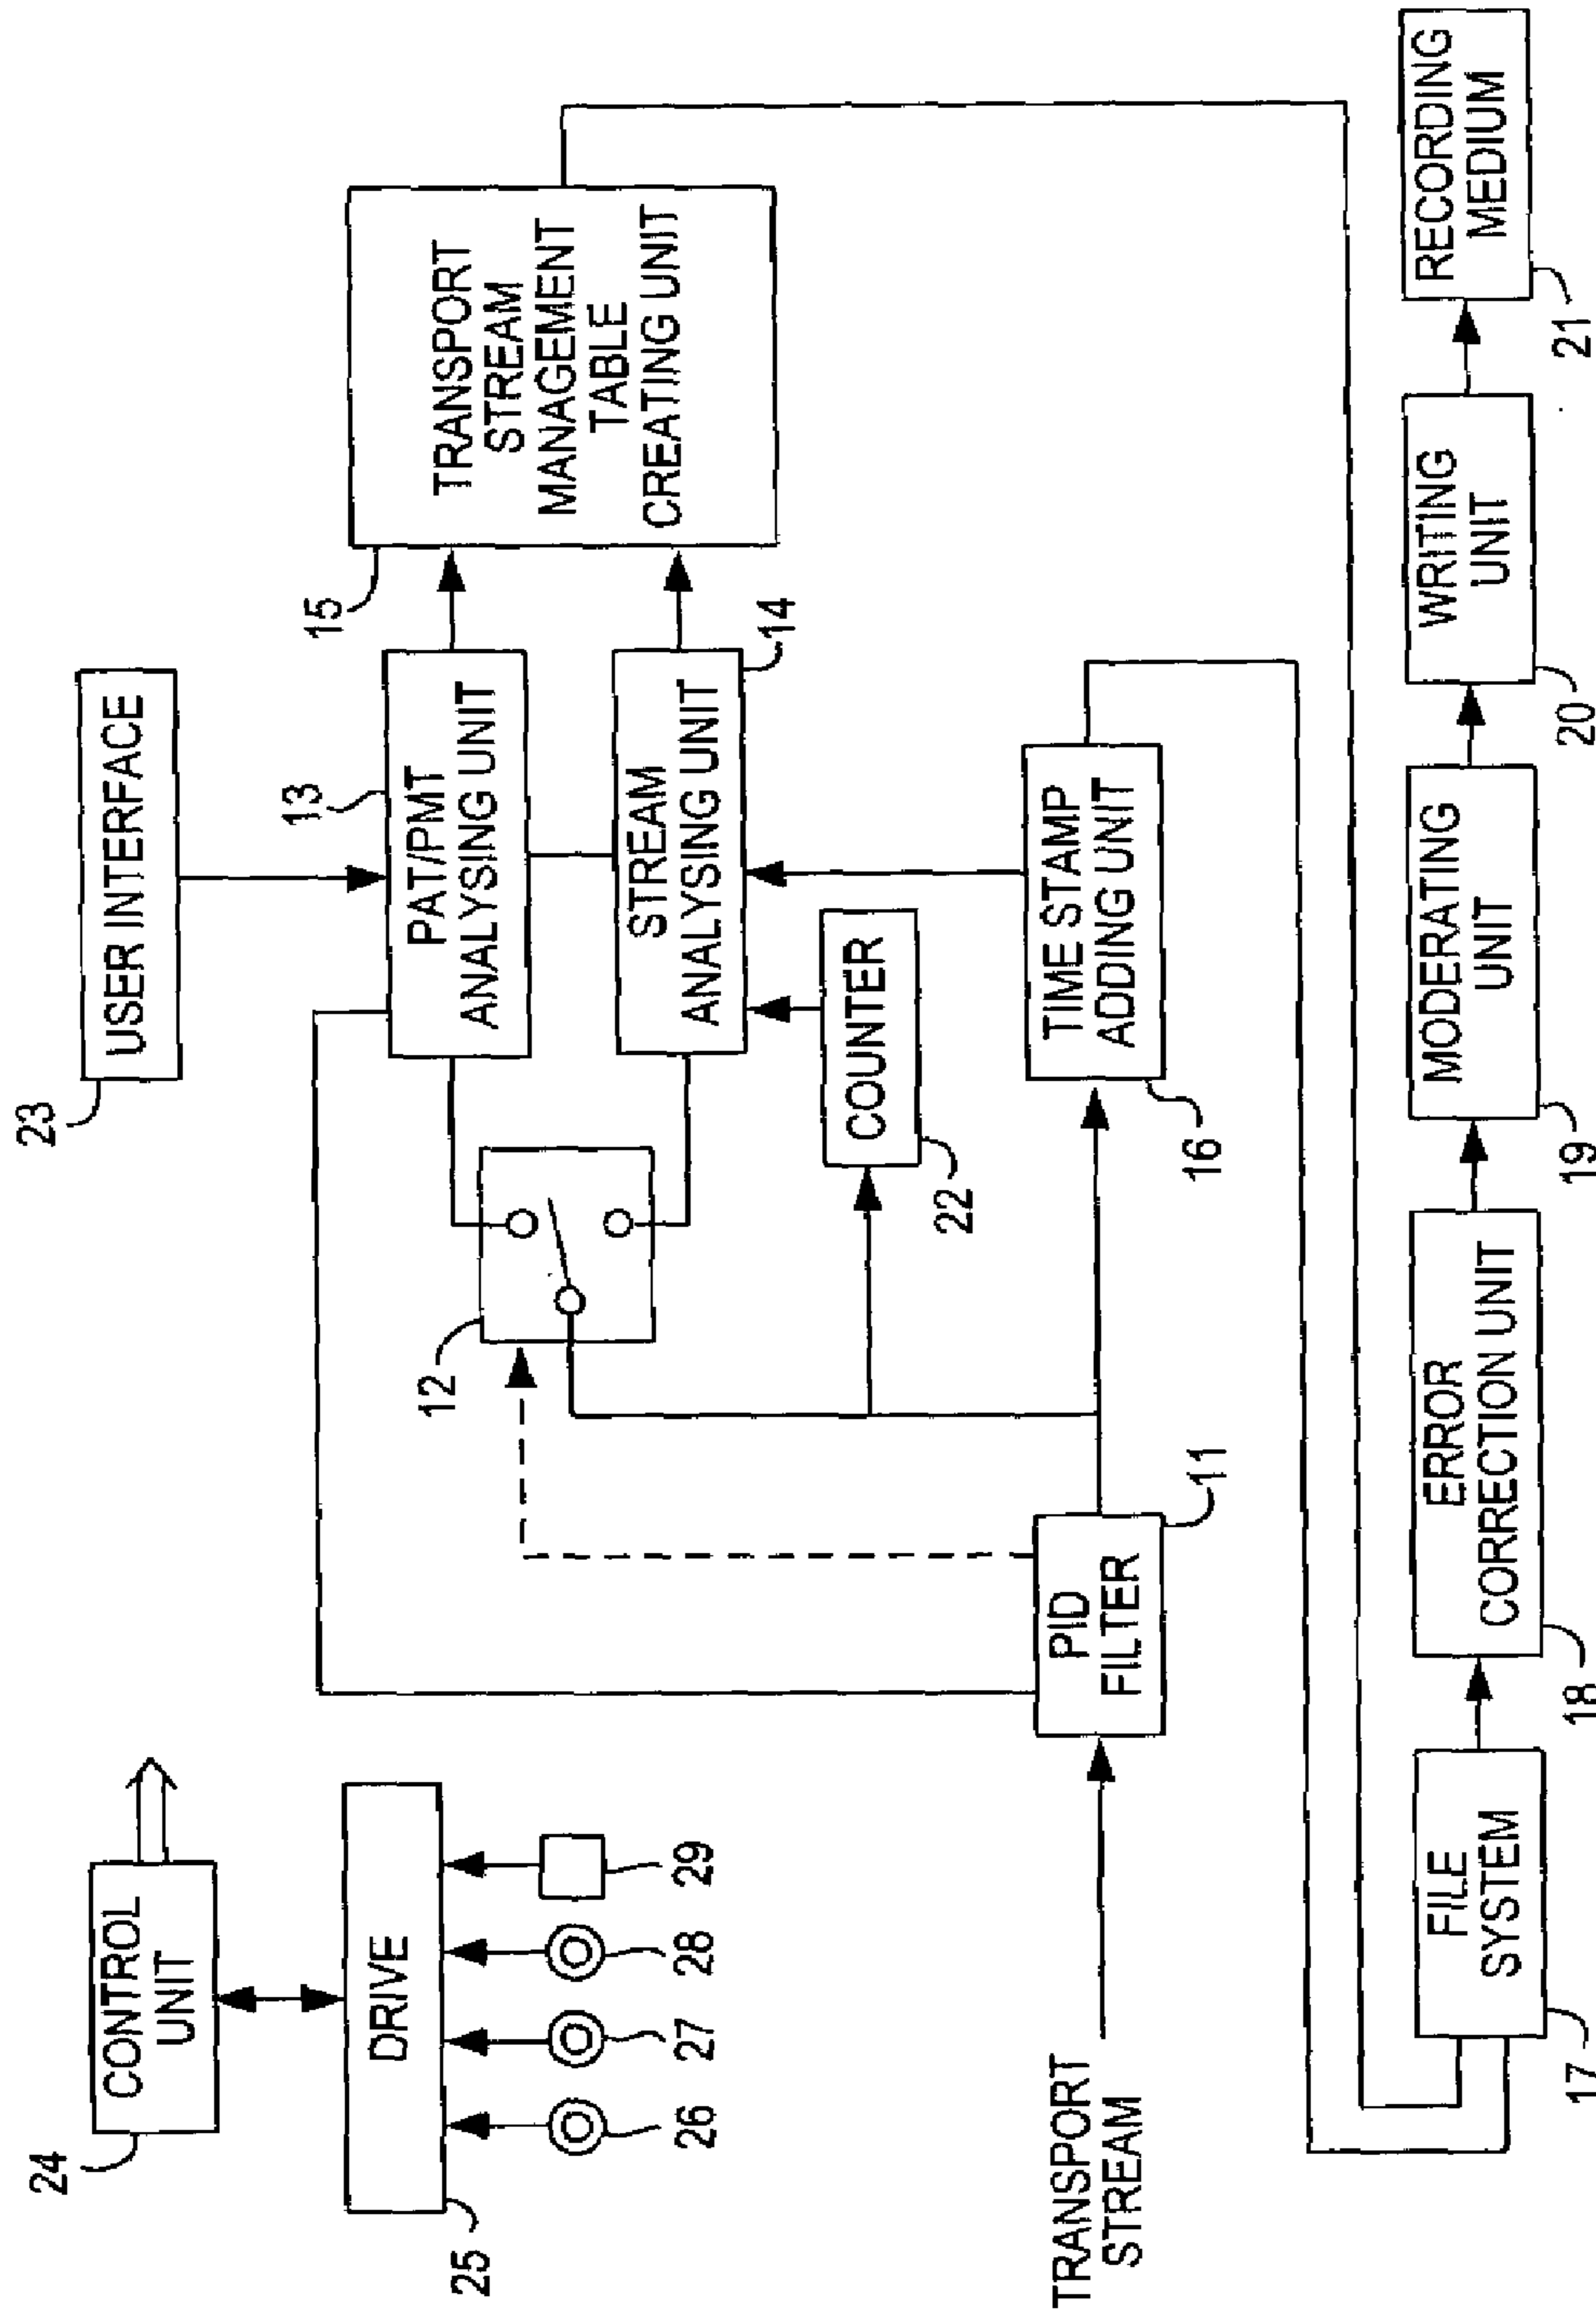 24
CONTROL
UNIT
25
DRIVE
26
27
28
29
23
USER INTERFACE
12
13
PAT/PMT
ANALYSING UNIT
STREAM
ANALYSING UNIT
14
15
TRANSPORT
STREAM
MANAGEMENT
TABLE
CREATING UNIT
COUNTER
22
TRANSPORT
STREAM
PID
FILTER
11
TIME STAMP
ADDING UNIT
16
FILE
SYSTEM
17
ERROR
CORRECTION UNIT
18
MODERATING
UNIT
19
WRITING
UNIT
20
RECORDING
MEDIUM
21